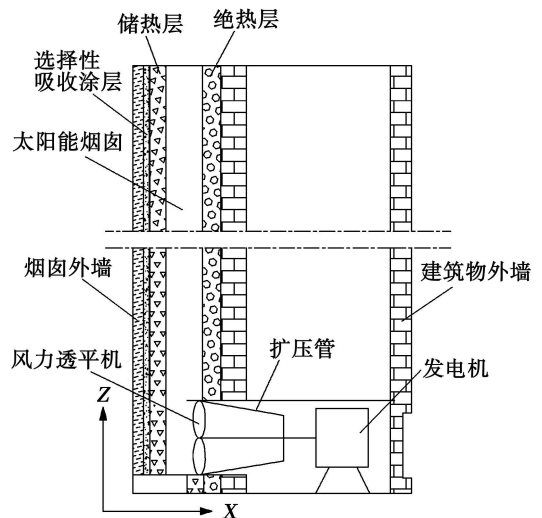 储热层
绝热层
选择性
吸收涂层
太阳能烟囱
烟囱外墙
建筑物外墙
扩压管
风力透平机
发电机
Z
X